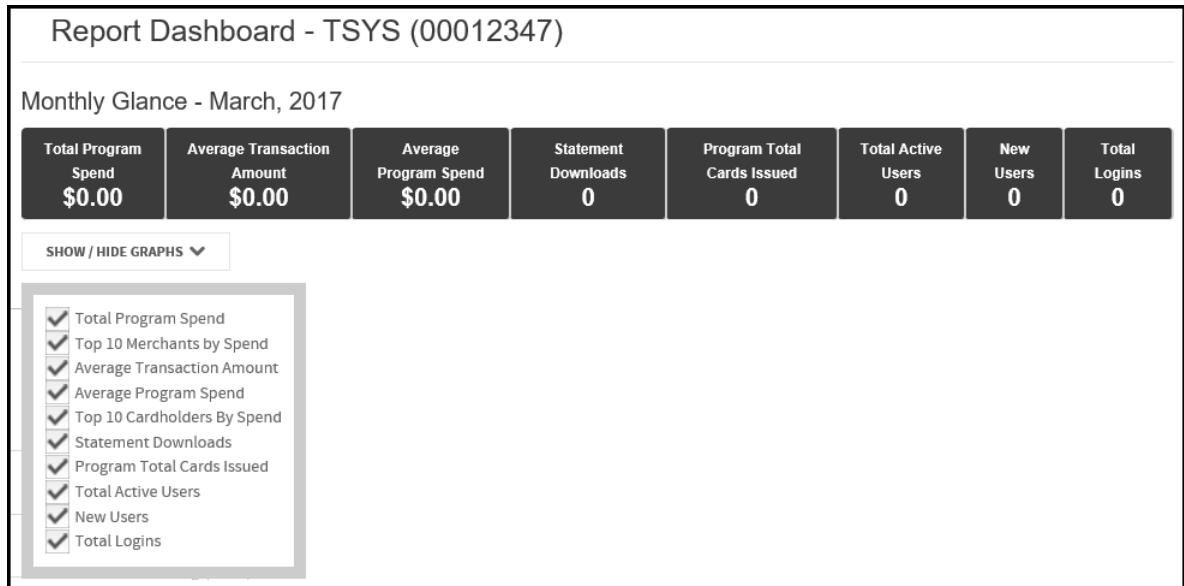 Report Dashboard - TSYS (00012347)
Monthly Glance - March, 2017
Total Program
Spend
$0.00
Average Transaction
Amount
$0.00
Average
Program Spend
$0.00
Statement
Downloads
0
Program Total
Cards Issued
0
Total Active
Users
0
New
Users
0
Total
Logins
0
SHOW / HIDE GRAPHS
Total Program Spend
Top 10 Merchants by Spend
Average Transaction Amount
Average Program Spend
Top 10 Cardholders By Spend
Statement Downloads
Program Total Cards Issued
Total Active Users
New Users
Total Logins